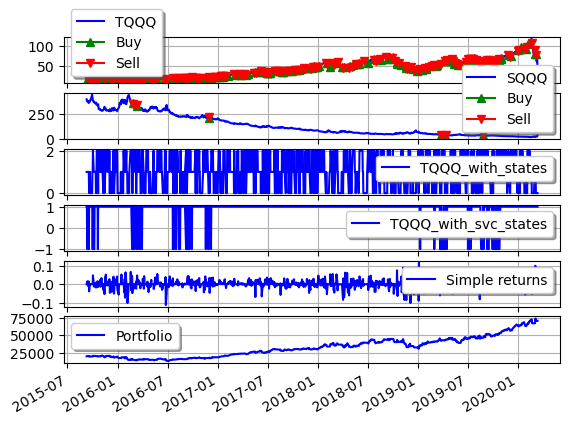 TQQQ
Buy
Sell
100
50
SQQQ
Buy
Sell
250
0
2
0
TQQQ_with_states
1
0
−1
TQQQ_with_svc_states
0.1
0.0
−0.1
Simple returns
75000
50000
25000
Portfolio
2015-07
2016-01
2016-07
2017-01
2017-07
2018-01
2018-07
2019-01
2019-07
2020-01